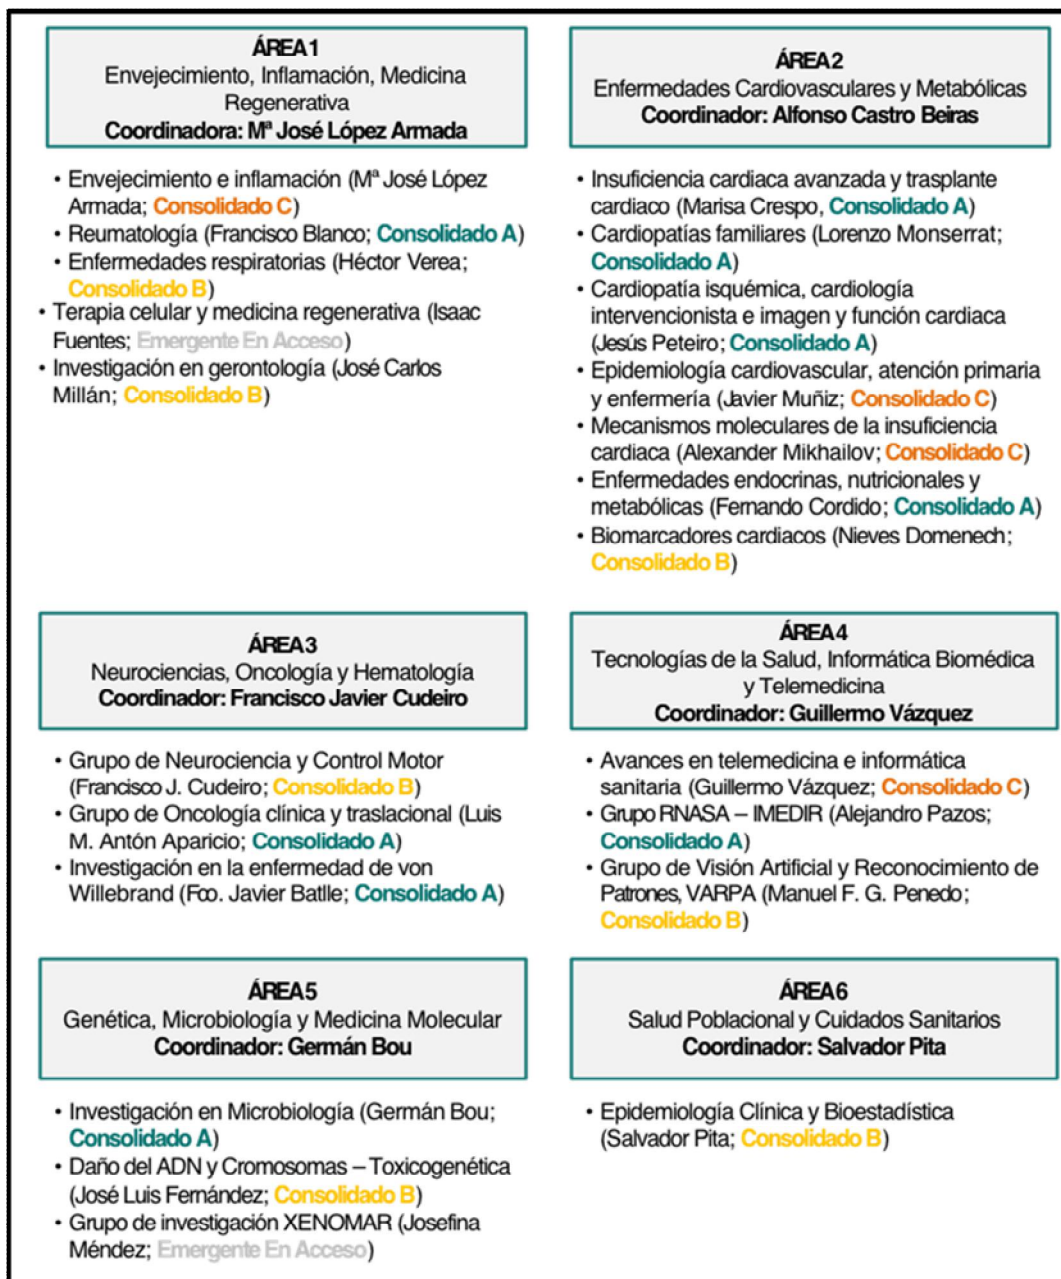 ÁREA 1
Envejecimiento, Inflamación, Medicina
Regenerativa
Coordinadora: Mª José López Armada
• Envejecimiento e inflamación (Mª José López
Armada; Consolidado C)
• Reumatología (Francisco Blanco; Consolidado A)
• Enfermedades respiratorias (Héctor Verea;
Consolidado B)
• Terapia celular y medicina regenerativa (Isaac
Fuentes; Emergente En Acceso)
• Investigación en gerontología (José Carlos
Millán; Consolidado B)
ÁREA 2
Enfermedades Cardiovasculares y Metabólicas
Coordinador: Alfonso Castro Beiras
• Insuficiencia cardiaca avanzada y trasplante
cardiaco (Marisa Crespo, Consolidado A)
• Cardiopatías familiares (Lorenzo Monserrat;
Consolidado A)
• Cardiopatía isquémica, cardiología
intervencionista e imagen y función cardiaca
(Jesús Peteiro; Consolidado A)
• Epidemiología cardiovascular, atención primaria
y enfermería (Javier Muñiz; Consolidado C)
• Mecanismos moleculares de la insuficiencia
cardiaca (Alexander Mikhailov; Consolidado C)
• Enfermedades endocrinas, nutricionales y
metabólicas (Fernando Cordido; Consolidado A)
• Biomarcadores cardiacos (Nieves Domenech;
Consolidado B)
ÁREA 3
Neurociencias, Oncología y Hematología
Coordinador: Francisco Javier Cudeiro
• Grupo de Neurociencia y Control Motor
(Francisco J. Cudeiro; Consolidado B)
• Grupo de Oncología clínica y traslacional (Luis
M. Antón Aparicio; Consolidado A)
• Investigación en la enfermedad de von
Willebrand (Fco. Javier Batlle; Consolidado A)
ÁREA 4
Tecnologías de la Salud, Informática Biomédica
y Telemedicina
Coordinador: Guillermo Vázquez
• Avances en telemedicina e informática
sanitaria (Guillermo Vázquez; Consolidado C)
• Grupo RNASA – IMEDIR (Alejandro Pazos;
Consolidado A)
• Grupo de Visión Artificial y Reconocimiento de
Patrones, VARPA (Manuel F. G. Penedo;
Consolidado B)
ÁREA 5
Genética, Microbiología y Medicina Molecular
Coordinador: Germán Bou
• Investigación en Microbiología (Germán Bou;
Consolidado A)
• Daño del ADN y Cromosomas – Toxicogenética
(José Luis Fernández; Consolidado B)
• Grupo de investigación XENOMAR (Josefina
Méndez; Emergente En Acceso)
ÁREA 6
Salud Poblacional y Cuidados Sanitarios
Coordinador: Salvador Pita
• Epidemiología Clínica y Bioestadística
(Salvador Pita; Consolidado B)